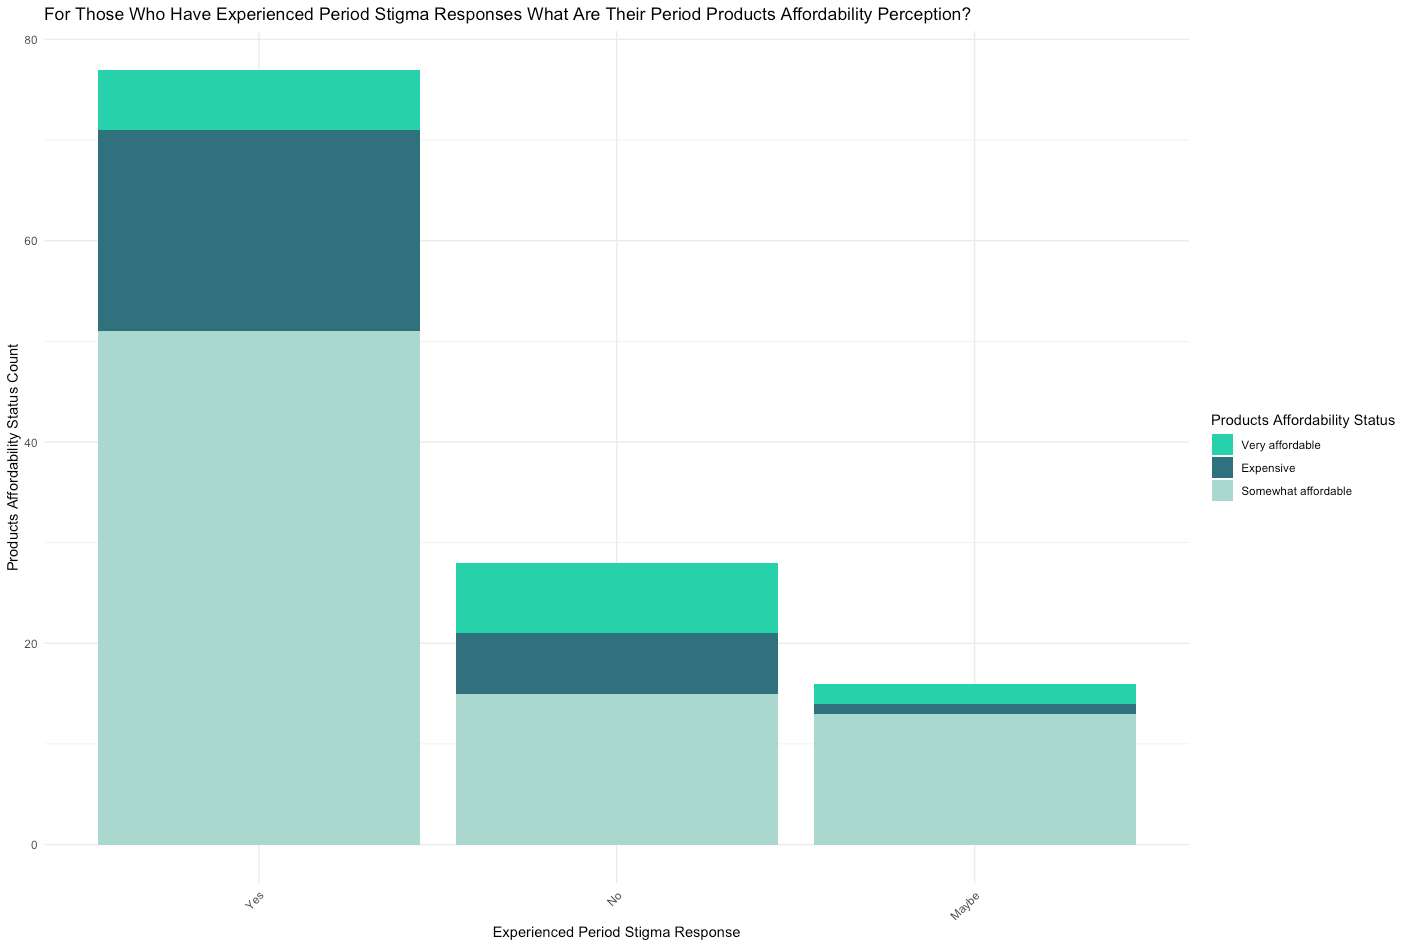 For Those Who Have Experienced Period Stigma Responses What Are Their Period Products Affordability Perception?
80
60
40
20
0
Products Affordability Status Count
Yes
No
Maybe
Experienced Period Stigma Response
Products Affordability Status
Very affordable
Expensive
Somewhat affordable